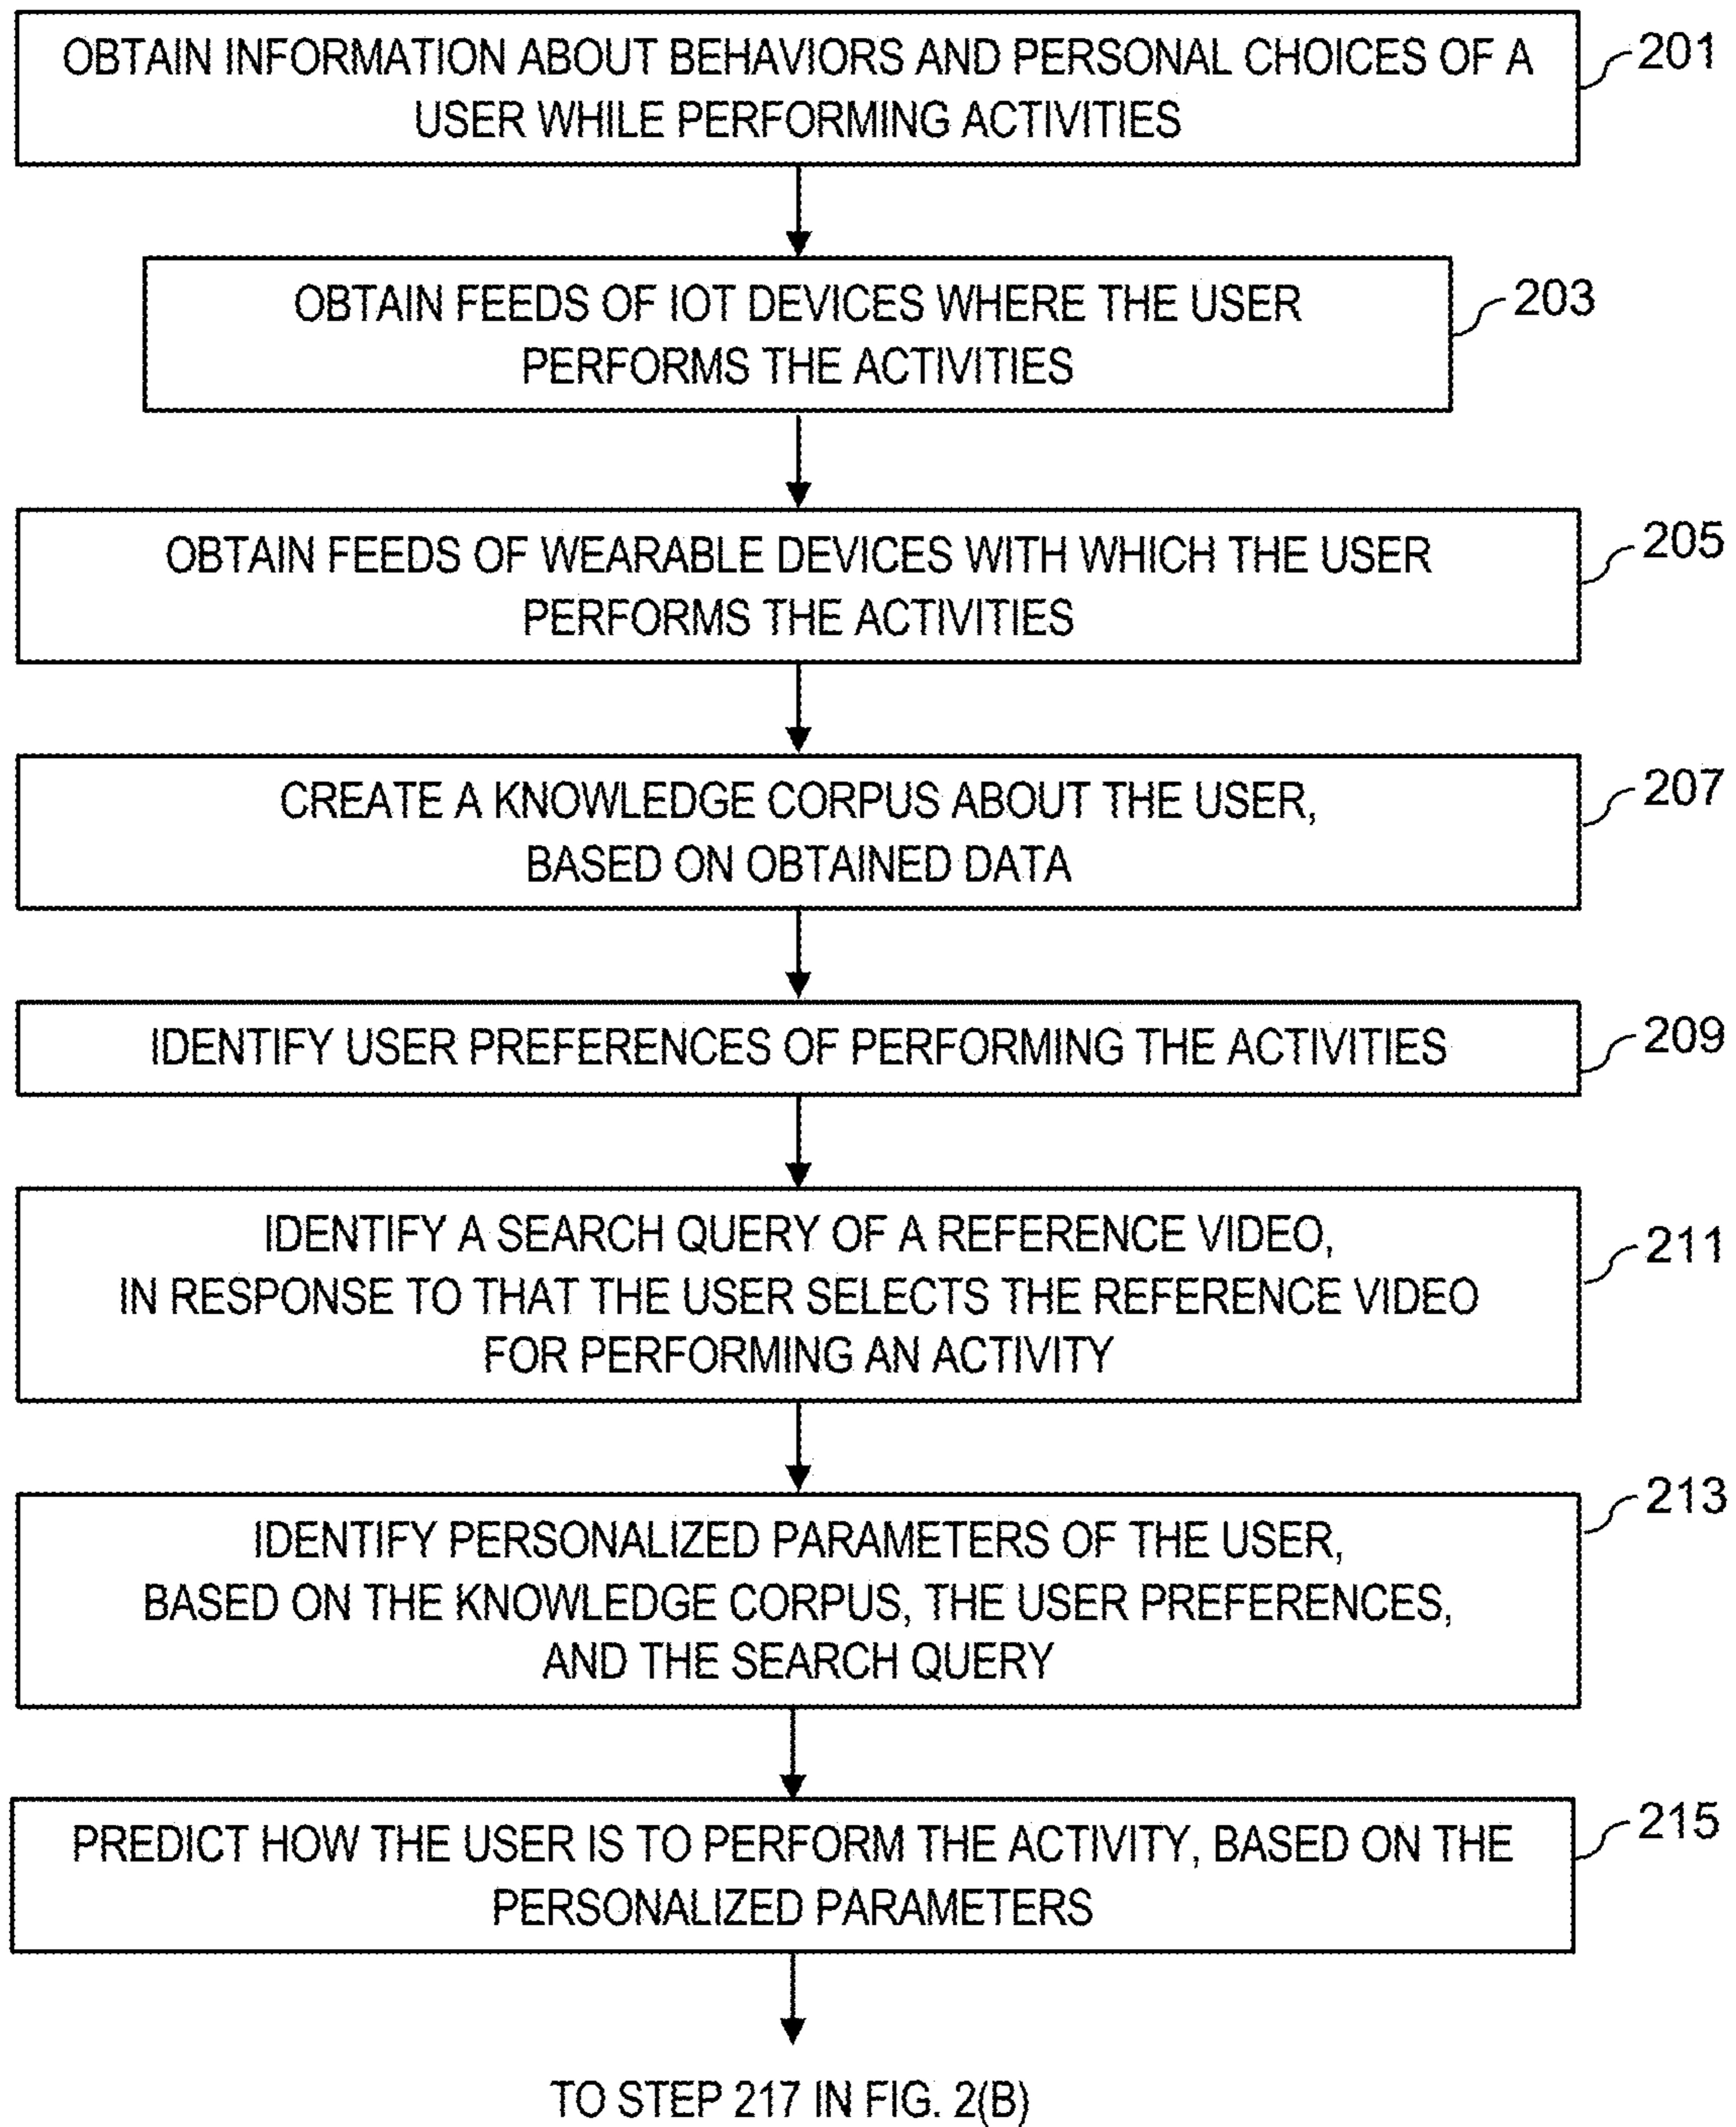 OBTAIN INFORMATION ABOUT BEHAVIORS AND PERSONAL CHOICES OF A
USER WHILE PERFORMING ACTIVITIES
201
OBTAIN FEEDS OF IOT DEVICES WHERE THE USER
PERFORMS THE ACTIVITIES
203
OBTAIN FEEDS OF WEARABLE DEVICES WITH WHICH THE USER
PERFORMS THE ACTIVITIES
205
CREATE A KNOWLEDGE CORPUS ABOUT THE USER,
BASED ON OBTAINED DATA
207
IDENTIFY USER PREFERENCES OF PERFORMING THE ACTIVITIES
209
IDENTIFY A SEARCH QUERY OF A REFERENCE VIDEO,
IN RESPONSE TO THAT THE USER SELECTS THE REFERENCE VIDEO
FOR PERFORMING AN ACTIVITY
211
IDENTIFY PERSONALIZED PARAMETERS OF THE USER,
BASED ON THE KNOWLEDGE CORPUS, THE USER PREFERENCES,
AND THE SEARCH QUERY
213
PREDICT HOW THE USER IS TO PERFORM THE ACTIVITY, BASED ON THE
PERSONALIZED PARAMETERS
215
TO STEP 217 IN FIG. 2(B)